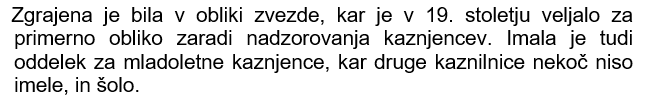 Zgrajena je bila v obliki zvezde, kar je v 19. stoletju veljalo za
primerno obliko zaradi nadzorovanja kaznjencev. Imala je tudi
oddelek za mladoletne kaznjence, kar druge kaznilnice nekoč niso
imele, in šolo.